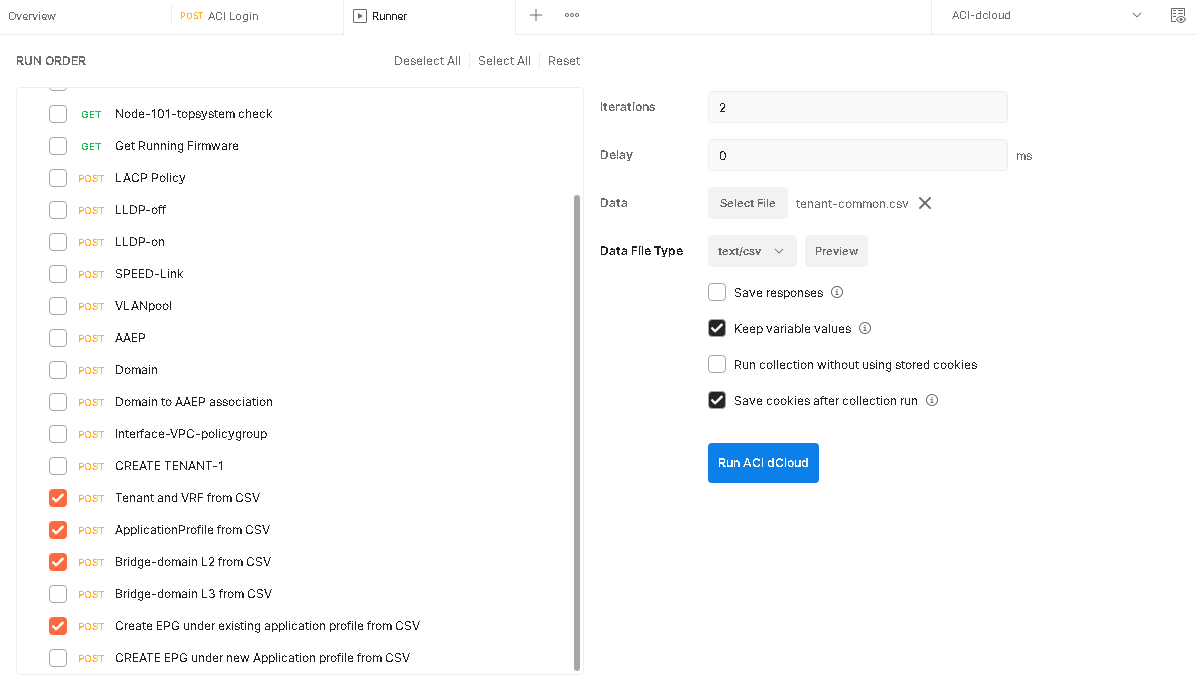 Overview
POST ACI Login
Runner
ACI-dcloud
RUN ORDER
Deselect All
Select All
Reset
GET Node-101-topsystem check
GET Get Running Firmware
POST LACP Policy
POST LLDP-off
POST LLDP-on
POST SPEED-Link
POST VLANpool
POST AAEP
POST Domain
POST Domain to AAEP association
POST Interface-VPC-policygroup
POST CREATE TENANT-1
POST Tenant and VRF from CSV
POST ApplicationProfile from CSV
POST Bridge-domain L2 from CSV
POST Bridge-domain L3 from CSV
POST Create EPG under existing application profile from CSV
POST CREATE EPG under new Application profile from CSV
Iterations 2
Delay 0 ms
Data Select File tenant-common.csv
Data File Type text/csv Preview
Save responses
Keep variable values
Run collection without using stored cookies
Save cookies after collection run
Run ACI dCloud